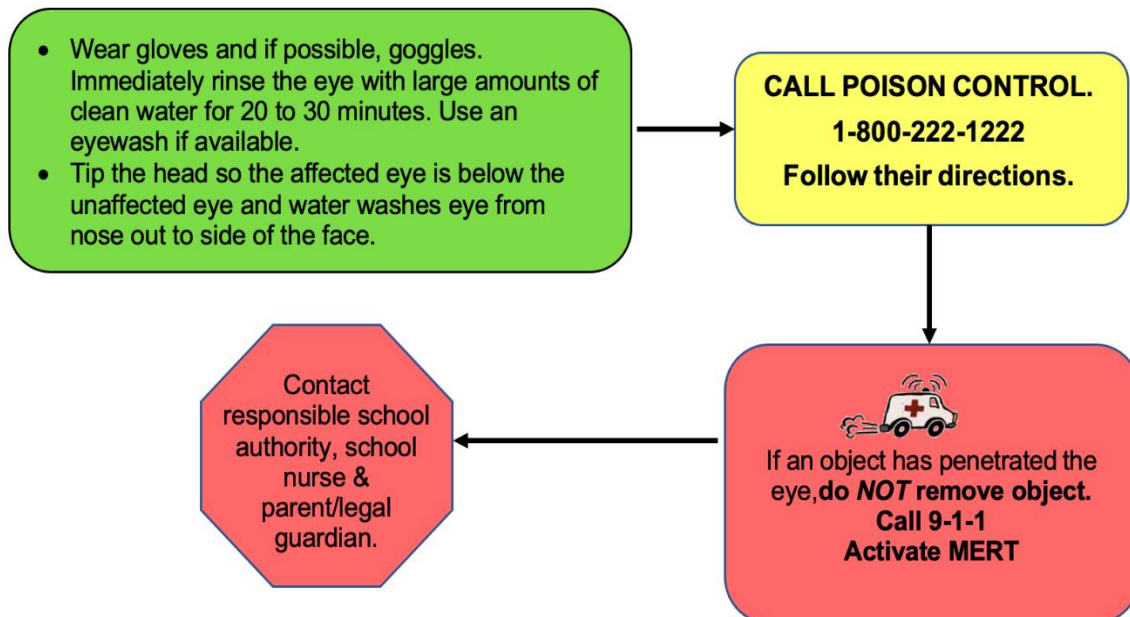 • Wear gloves and if possible, goggles.
Immediately rinse the eye with large amounts of
clean water for 20 to 30 minutes. Use an
eyewash if available.
• Tip the head so the affected eye is below the
unaffected eye and water washes eye from
nose out to side of the face.
CALL POISON CONTROL.
1-800-222-1222
Follow their directions.
If an object has penetrated the
eye,do NOT remove object.
Call 9-1-1
Activate MERT
Contact
responsible school
authority, school
nurse &
parent/legal
guardian.